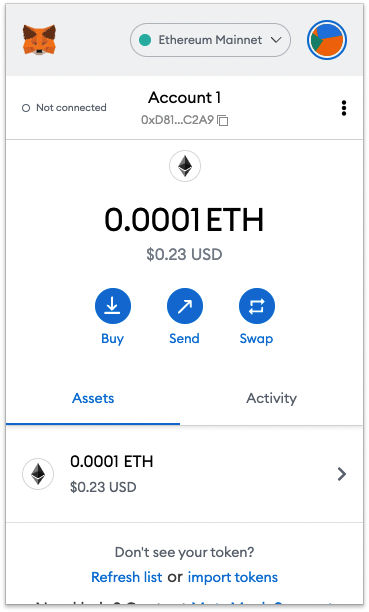 Ethereum Mainnet
Not connected
Account 1
0xD81...C2A9
0.0001 ETH
$0.23 USD
Buy Send Swap
Assets Activity
0.0001 ETH
$0.23 USD
Don't see your token?
Refresh list or import tokens